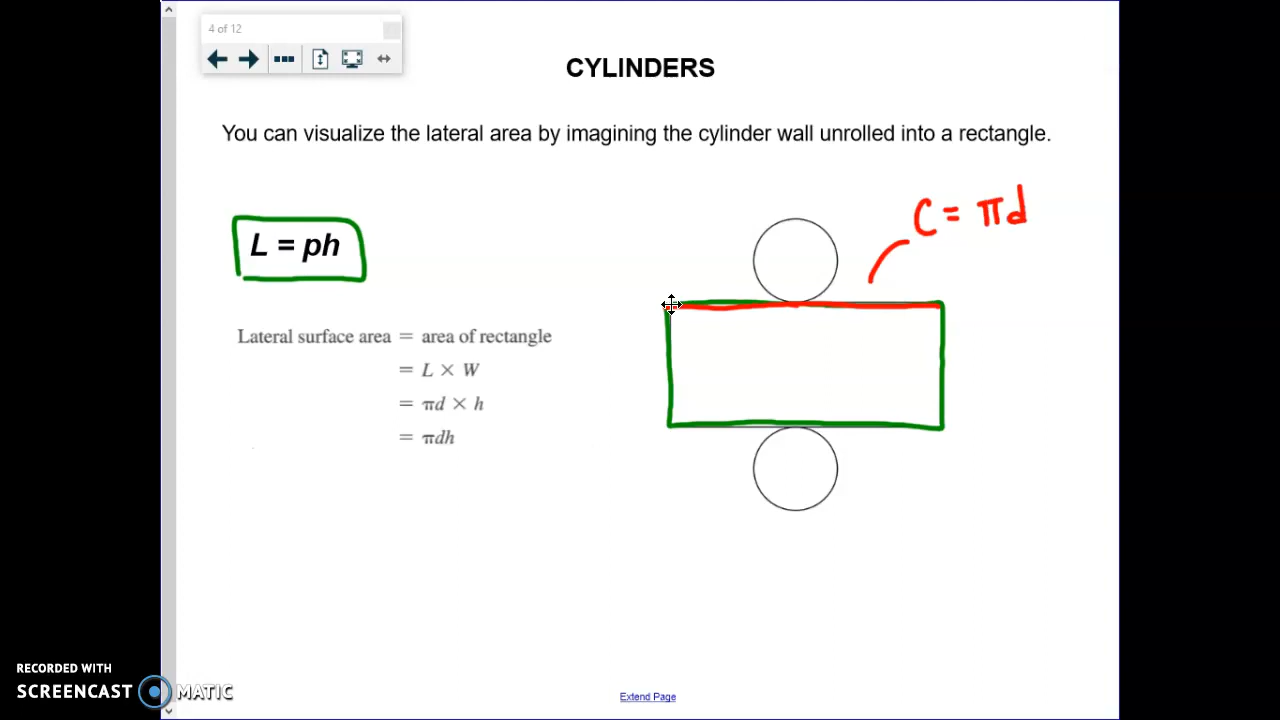 4 of 12
CYLINDERS
You can visualize the lateral area by imagining the cylinder wall unrolled into a rectangle.
C = πd
L = ph
Lateral surface area = area of rectangle
= L × W
= πd × h
= πdh
RECORDED WITH
SCREENCAST MATIC
Extend Page